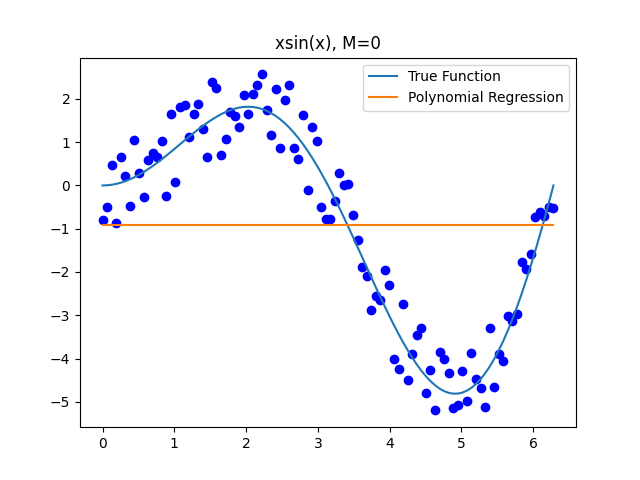 xsin(x), M=0
True Function
Polynomial Regression
2
1
0
−1
−2
−3
−4
−5
0 1 2 3 4 5 6